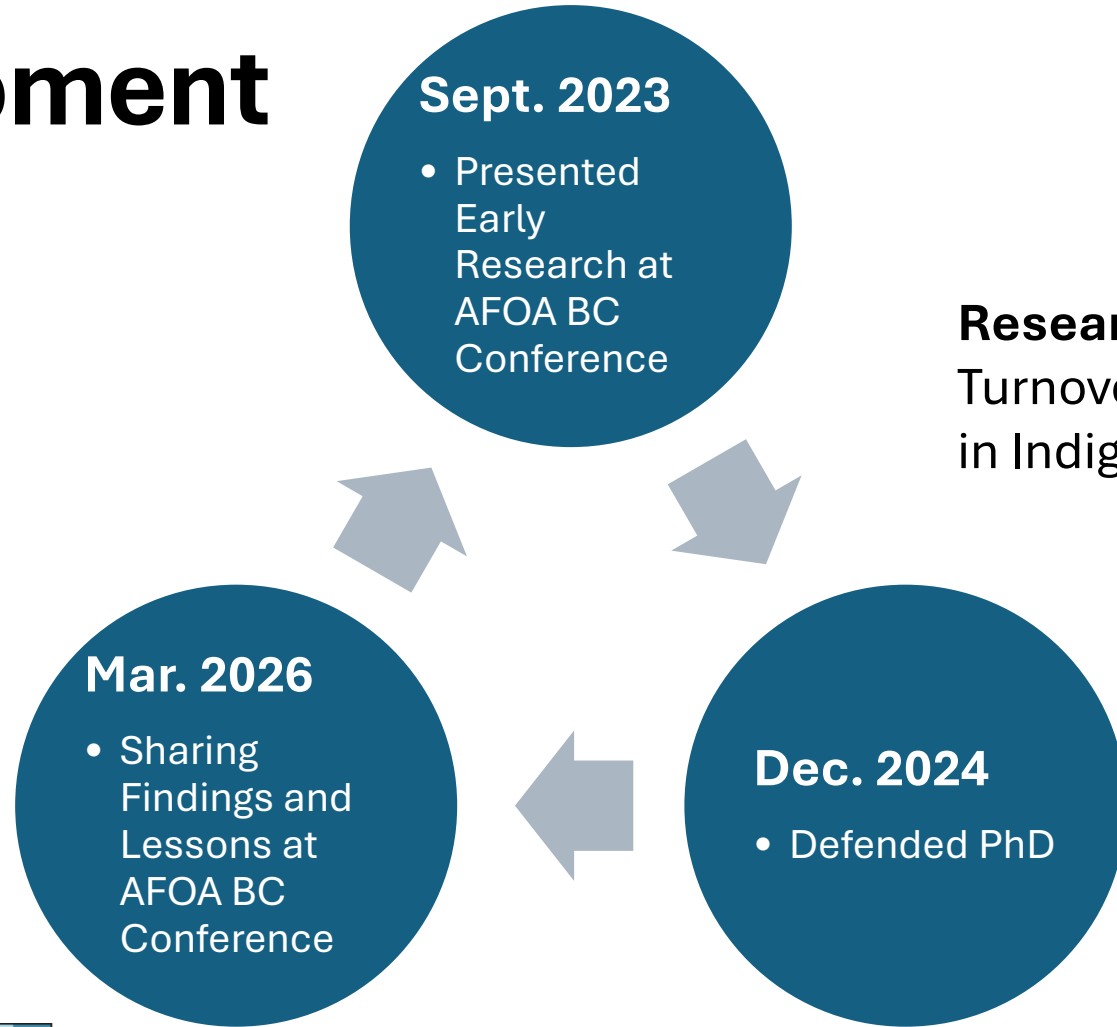 pment
Sept. 2023
• Presented
Early
Research at
AFOA BC
Conference
Resear
Turnove
in Indig
Dec. 2024
• Defended PhD
Mar. 2026
• Sharing
Findings and
Lessons at
AFOA BC
Conference